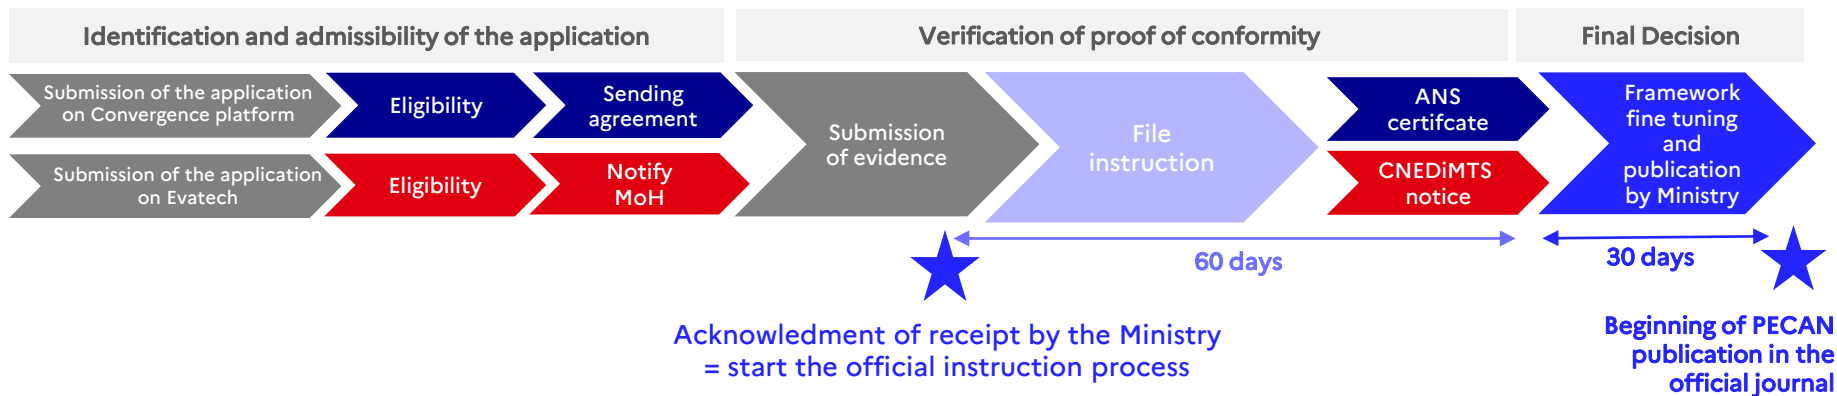 Identification and admissibility of the application
Verification of proof of conformity
Final Decision
Submission of the application
on Convergence platform
Eligibility
Sending
agreement
Submission of the application
on Evatech
Eligibility
Notify
MoH
Submission
of evidence
File
instruction
ANS
certifcate
CNEDiMTS
notice
Framework
fine tuning
and
publication
by Ministry
60 days
30 days
Acknowledment of receipt by the Ministry
= start the official instruction process
Beginning of PECAN
publication in the
official journal